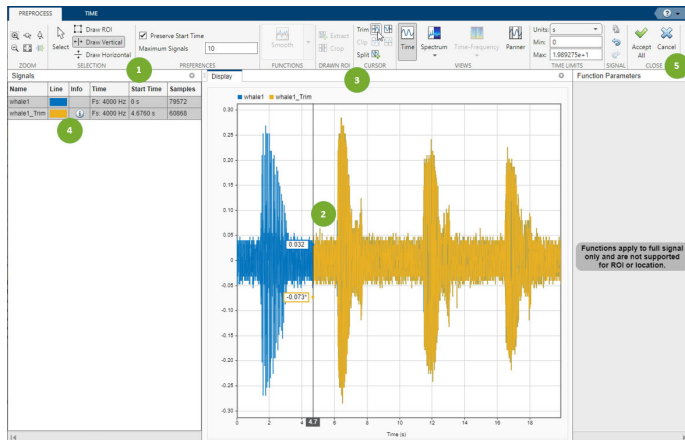 PREPROCESS TIME
Draw ROI
Select Draw Vertical
Draw Horizontal
ZOOM SELECTION
Preserve Start Time
Maximum Signals 10
PREFERENCES
Smooth
FUNCTIONS
Extract
Crop
DRAWN ROI
Trim
Clip
Split
CURSOR
Time Spectrum Time-Frequency Panner
VIEWS
Units: s
Min: 0
Max: 1.989275e+1
TIME LIMITS
SIGNAL
Accept All Cancel
CLOSE
1
3
5
Signals
Name Line Info Time Start Time Samples
whale1 Fs: 4000 Hz 0 s 79572
whale1_Trim Fs: 4000 Hz 4.6760 s 60868
4
Display
whale1 whale1_Trim
0.30
0.25
0.20
0.15
0.10
0.05
0
-0.05
-0.10
-0.15
-0.20
-0.25
-0.30
2
0.032
-0.073*
0 2 4 4.7 6 8 10 12 14 16 18
Time (s)
Function Parameters
Functions apply to full signal
only and are not supported
for ROI or location.